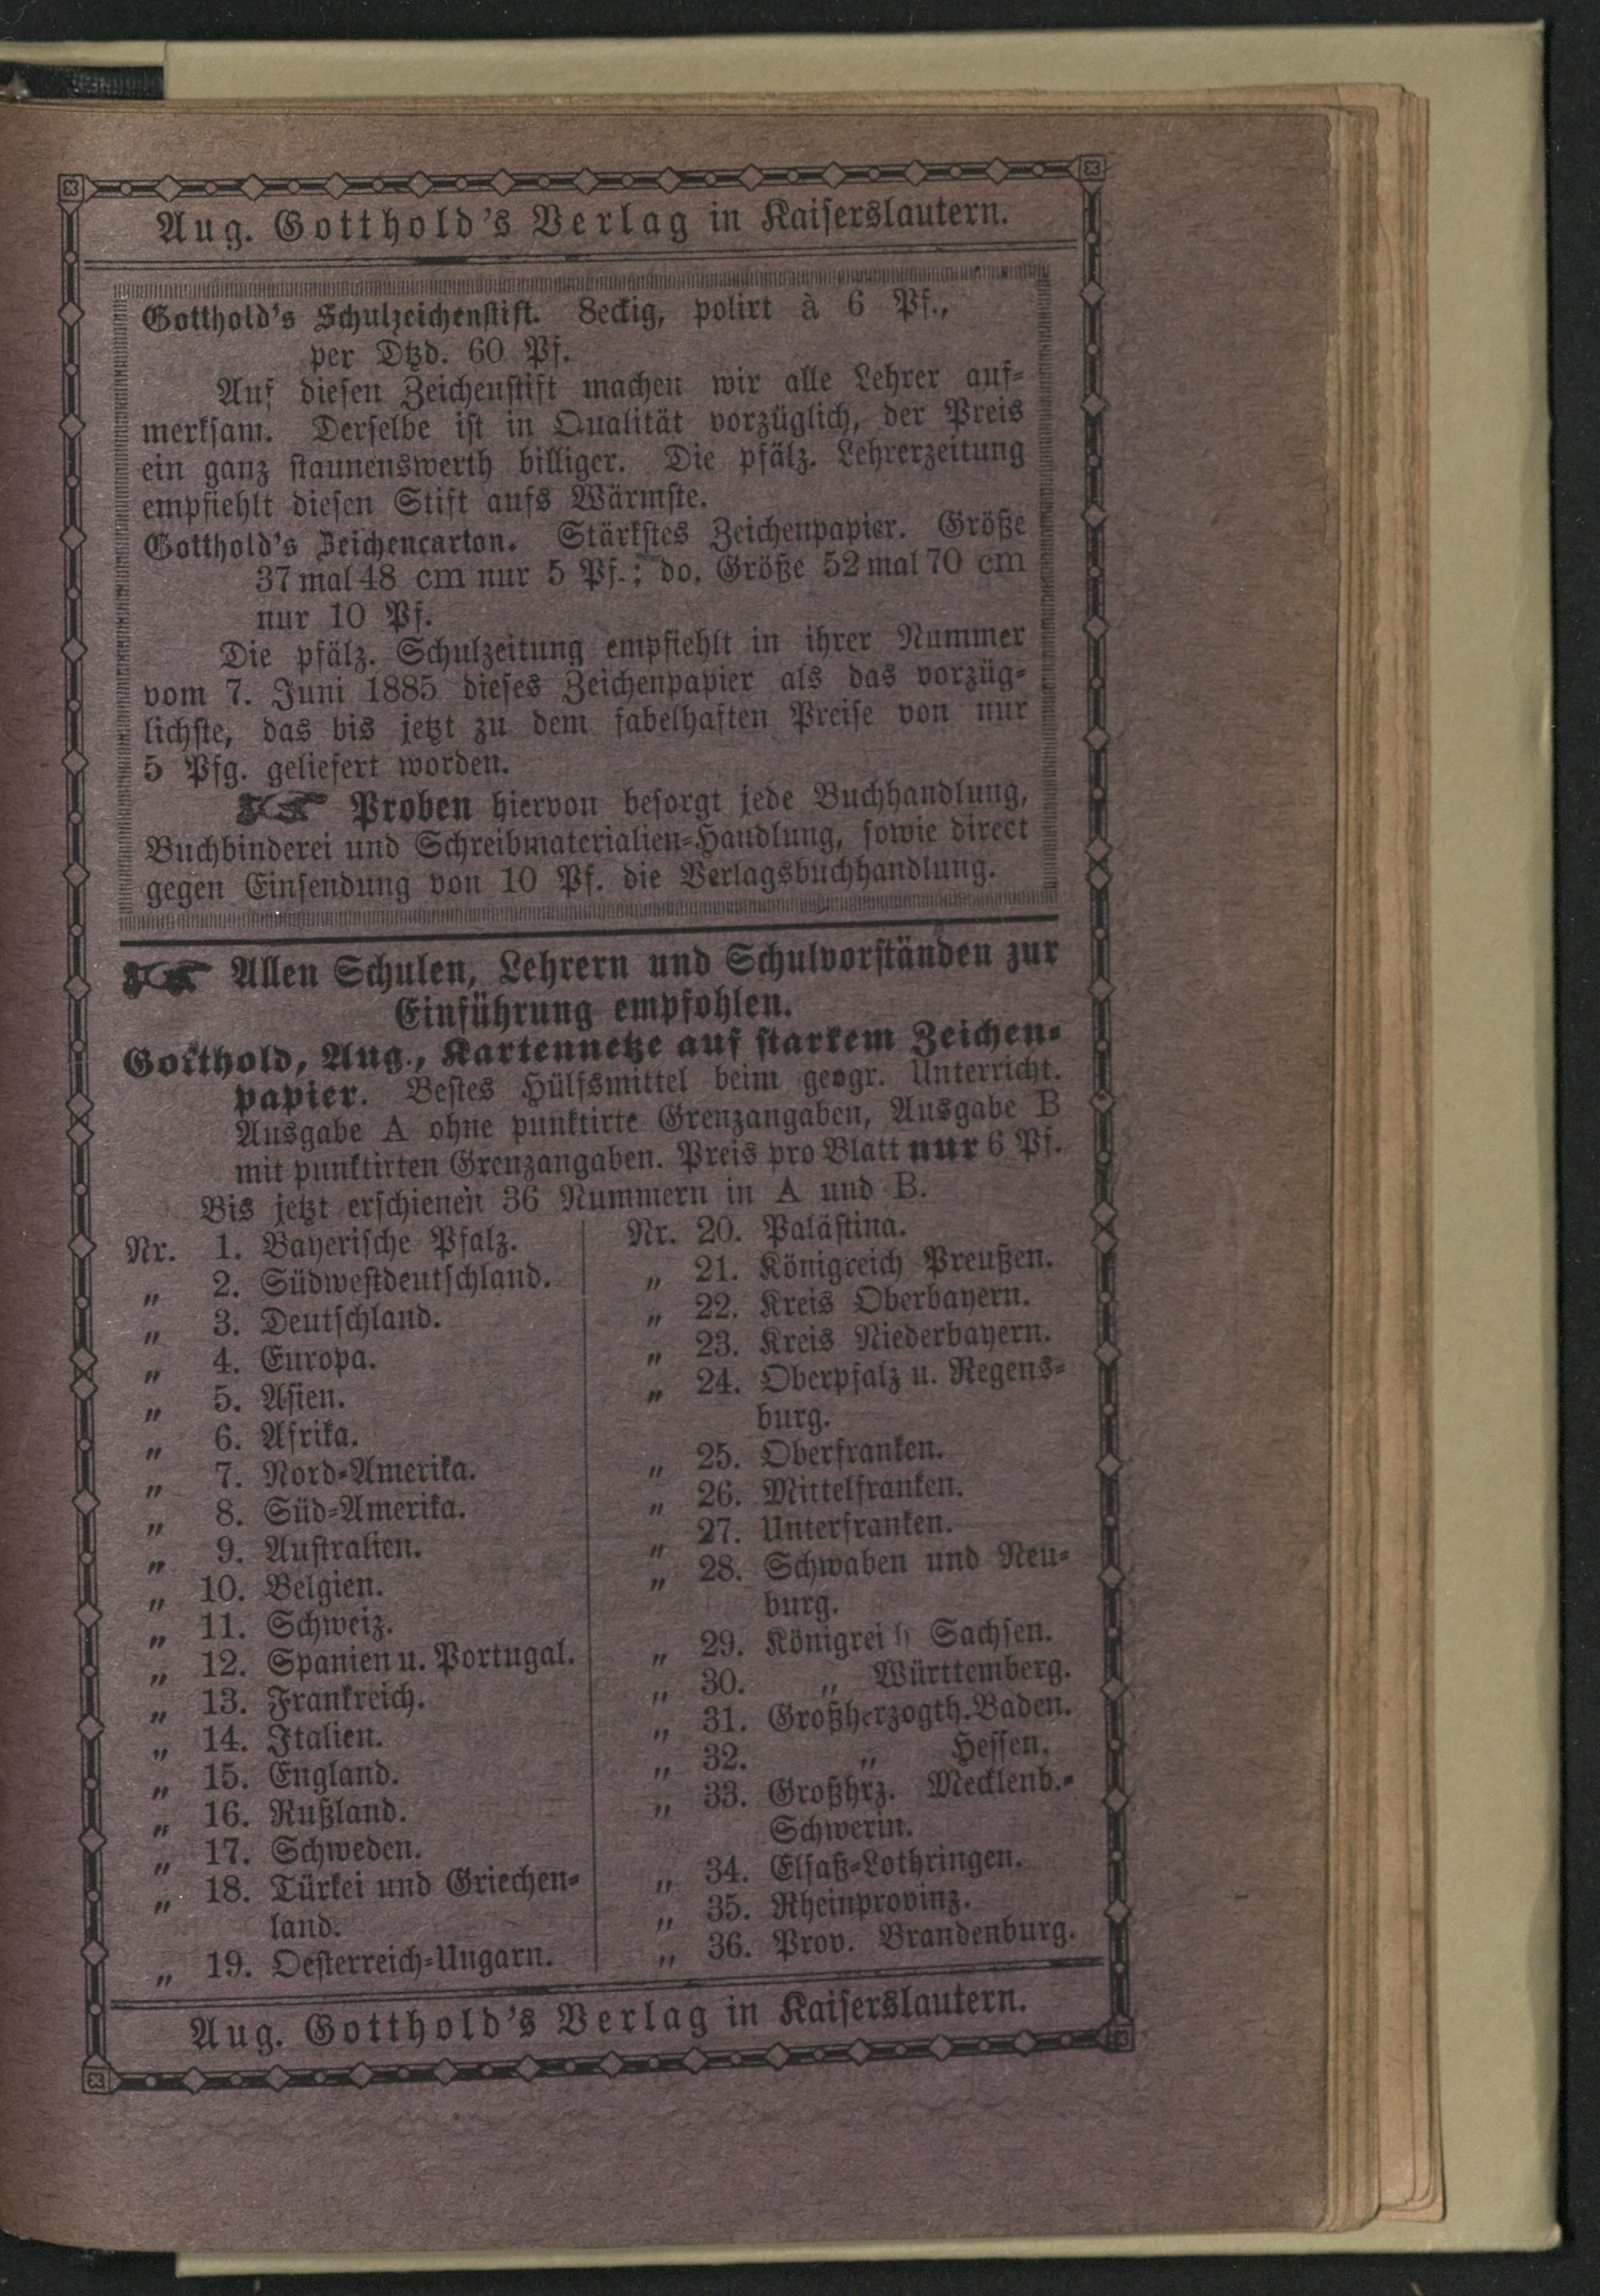 Aug. Gotthold's Verlag in Kaiserslautern.
Gotthold's Schulzeichenstift. 8eckig, polirt à 6 Pf.,
per Dtzd. 60 Pf.
Auf diesen Zeichenstift machen wir alle Lehrer auf-
merksam. Derselbe ist in Qualität vorzüglich, der Preis
ein ganz staunenswerth billiger. Die pfälz. Lehrerzeitung
empfiehlt diesen Stift aufs Wärmste.
Gotthold's Zeichencarton. Stärkstes Zeichenpapier. Größe
37 mal 48 cm nur 5 Pf.; do. Größe 52 mal 70 cm
nur 10 Pf.
Die pfälz. Schulzeitung empfiehlt in ihrer Nummer
vom 7. Juni 1885 dieses Zeichenpapier als das vorzüg-
lichste, das bis jetzt zu dem fabelhaften Preise von nur
5 Pfg. geliefert worden.
☛ Proben hiervon besorgt jede Buchhandlung,
Buchbinderei und Schreibmaterialien-Handlung, sowie direct
gegen Einsendung von 10 Pf. die Verlagsbuchhandlung.
☛ Allen Schulen, Lehrern und Schulvorständen zur
Einführung empfohlen.
Gotthold, Aug., Kartennetze auf starkem Zeichen-
papier. Bestes Hülfsmittel beim geogr. Unterricht.
Ausgabe A ohne punktirte Grenzangaben, Ausgabe B
mit punktirten Grenzangaben. Preis pro Blatt nur 6 Pf.
Bis jetzt erschienen 36 Nummern in A und B.
Nr. 1. Bayerische Pfalz.
„ 2. Südwestdeutschland.
„ 3. Deutschland.
„ 4. Europa.
„ 5. Asien.
„ 6. Afrika.
„ 7. Nord-Amerika.
„ 8. Süd-Amerika.
„ 9. Australien.
„ 10. Belgien.
„ 11. Schweiz.
„ 12. Spanien u. Portugal.
„ 13. Frankreich.
„ 14. Italien.
„ 15. England.
„ 16. Rußland.
„ 17. Schweden.
„ 18. Türkei und Griechen-
land.
„ 19. Oesterreich-Ungarn.
Nr. 20. Palästina.
„ 21. Königreich Preußen.
„ 22. Kreis Oberbayern.
„ 23. Kreis Niederbayern.
„ 24. Oberpfalz u. Regens-
burg.
„ 25. Oberfranken.
„ 26. Mittelfranken.
„ 27. Unterfranken.
„ 28. Schwaben und Neu-
burg.
„ 29. Königreich Sachsen.
„ 30. „ Württemberg.
„ 31. Großherzogth. Baden.
„ 32. „ Hessen.
„ 33. Großhrz. Mecklenb.-
Schwerin.
„ 34. Elsaß-Lothringen.
„ 35. Rheinprovinz.
„ 36. Prov. Brandenburg.
Aug. Gotthold's Verlag in Kaiserslautern.